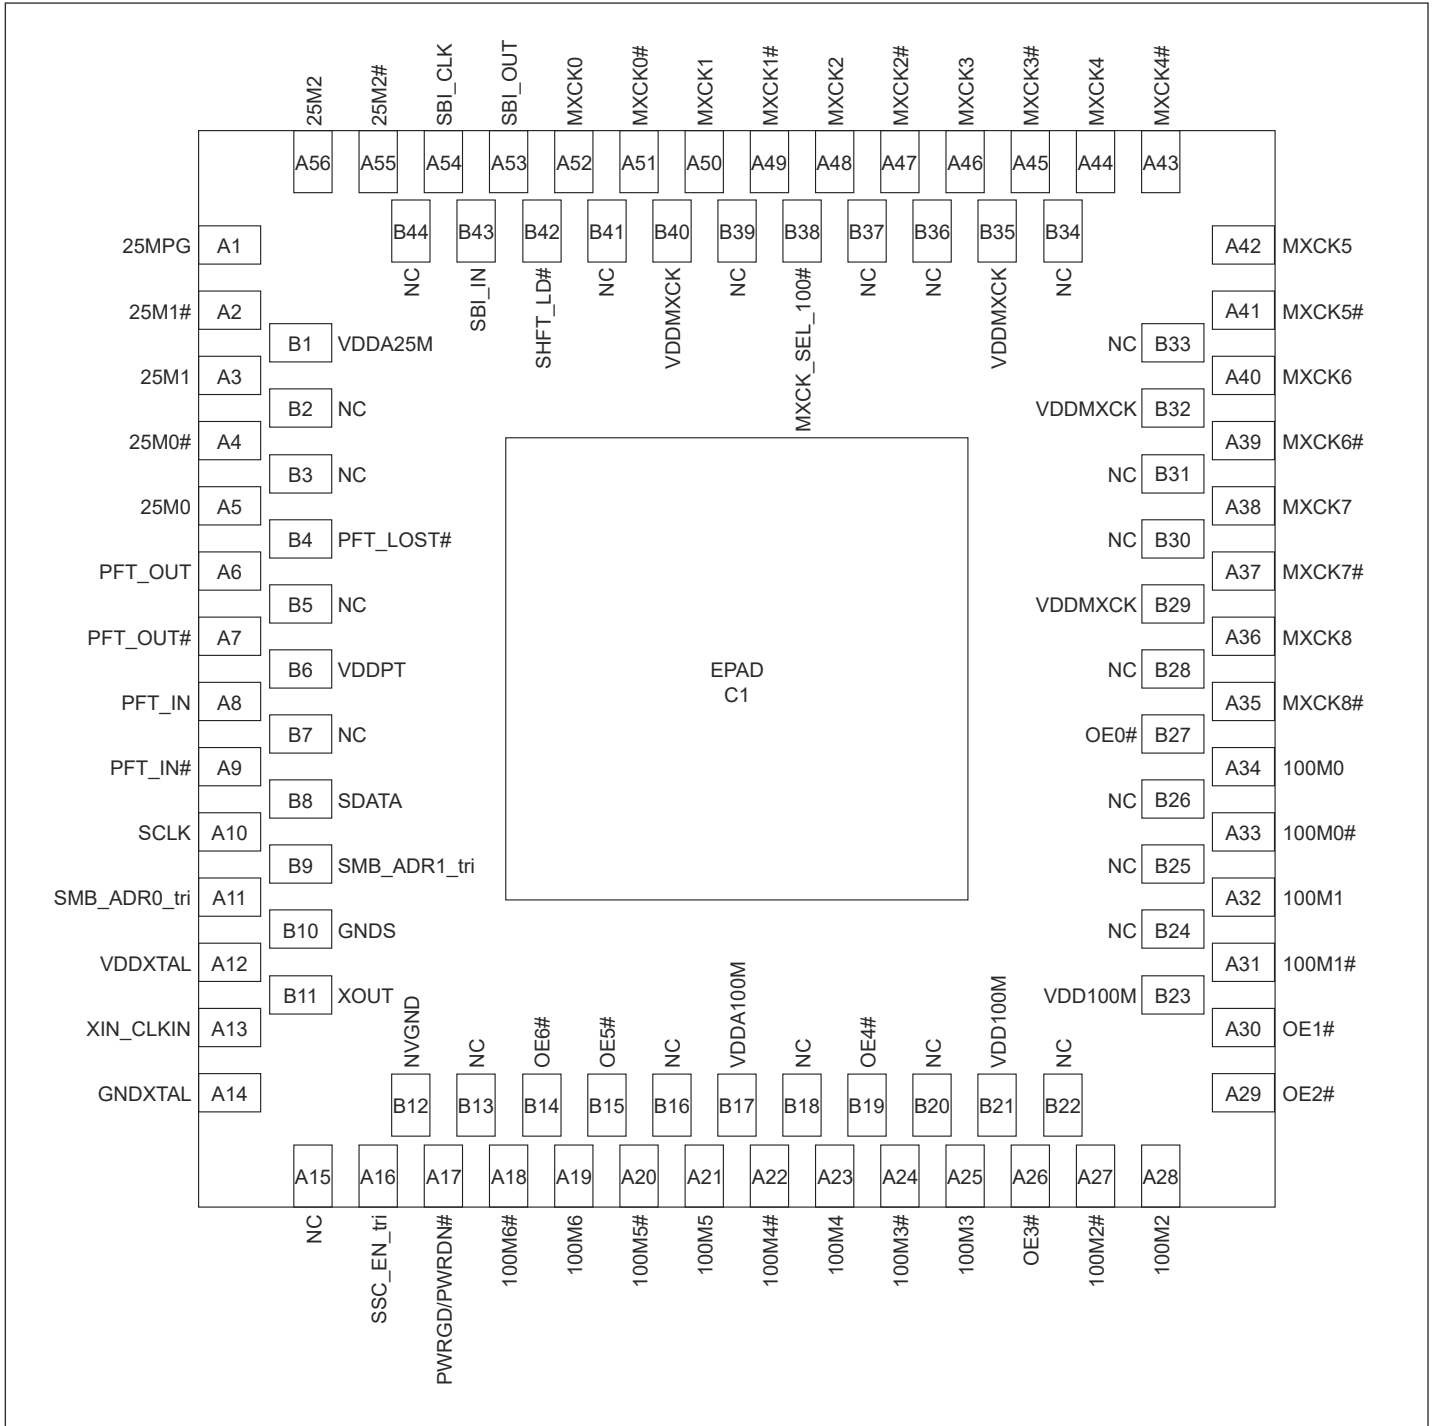 25M2
25M2#
SBI_CLK
SBI_OUT
MXCK0
MXCK0#
MXCK1
MXCK1#
MXCK2
MXCK2#
MXCK3
MXCK3#
MXCK4
MXCK4#
A56
A55
A54
A53
A52
A51
A50
A49
A48
A47
A46
A45
A44
A43
B44
B43
B42
B41
B40
B39
B38
B37
B36
B35
B34
NC
SBI_IN
SHFT_LD#
NC
VDDMXCK
NC
MXCK_SEL_100#
NC
NC
VDDMXCK
NC
25MPG A1
25M1# A2
25M1 A3
25M0# A4
25M0 A5
PFT_OUT A6
PFT_OUT# A7
PFT_IN A8
PFT_IN# A9
SCLK A10
SMB_ADR0_tri A11
VDDXTAL A12
XIN_CLKIN A13
GNDXTAL A14
B1 VDDA25M
B2 NC
B3 NC
B4 PFT_LOST#
B5 NC
B6 VDDPT
B7 NC
B8 SDATA
B9 SMB_ADR1_tri
B10 GNDS
B11 XOUT
EPAD
C1
NC B33
VDDMXCK B32
NC B31
NC B30
VDDMXCK B29
NC B28
OE0# B27
NC B26
NC B25
NC B24
VDD100M B23
A42 MXCK5
A41 MXCK5#
A40 MXCK6
A39 MXCK6#
A38 MXCK7
A37 MXCK7#
A36 MXCK8
A35 MXCK8#
A34 100M0
A33 100M0#
A32 100M1
A31 100M1#
A30 OE1#
A29 OE2#
NVGND
NC
OE6#
OE5#
NC
VDDA100M
NC
OE4#
NC
VDD100M
NC
B12
B13
B14
B15
B16
B17
B18
B19
B20
B21
B22
A15
A16
A17
A18
A19
A20
A21
A22
A23
A24
A25
A26
A27
A28
NC
SSC_EN_tri
PWRGD/PWRDN#
100M6#
100M6
100M5#
100M5
100M4#
100M4
100M3#
100M3
OE3#
100M2#
100M2